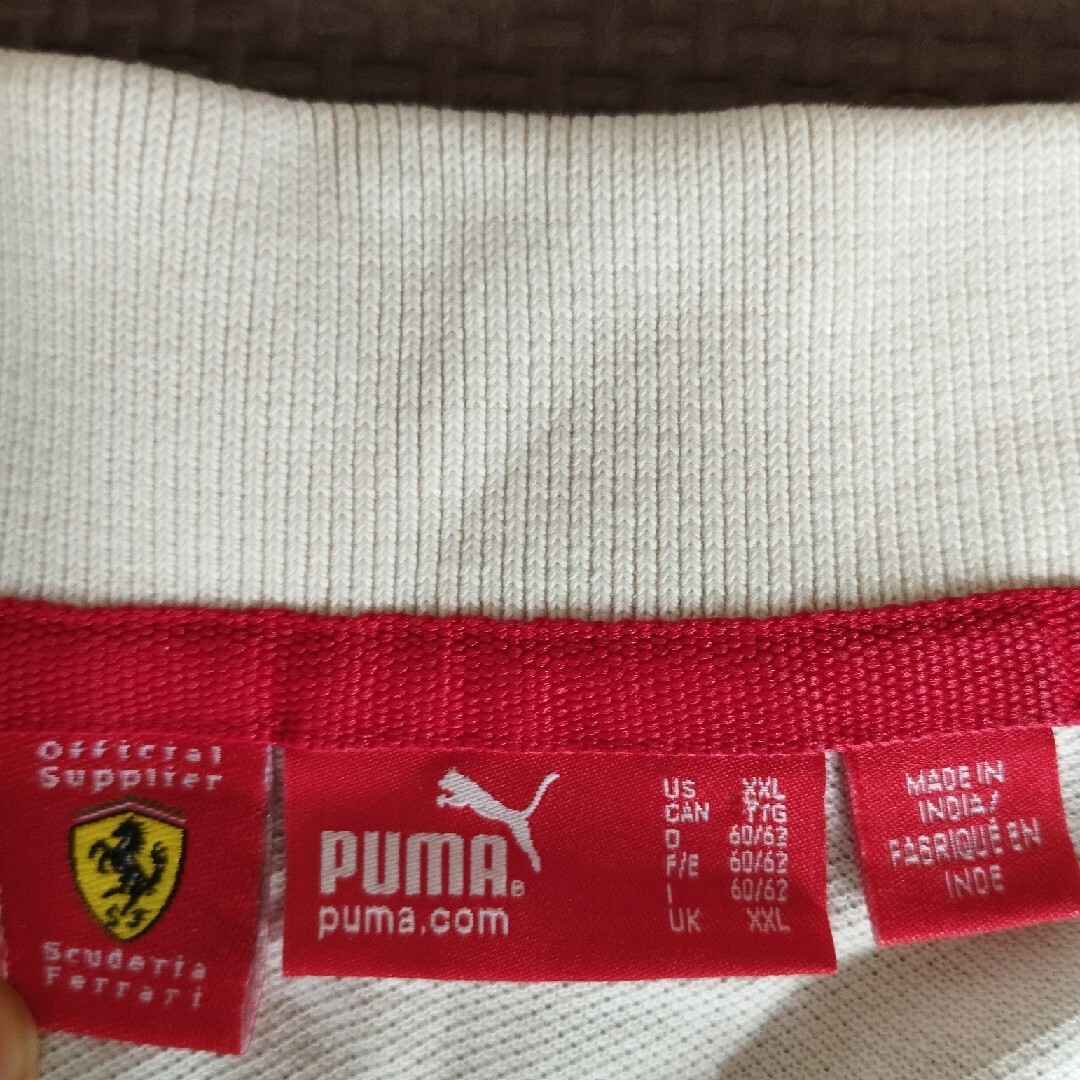 Official
Supplier
SF
Scuderia
Ferrari
PUMA®
puma.com
US XXL
CAN TTG
D 60/62
F/E 60/62
I 60/62
UK XXL
MADE IN
INDIA/
FABRIQUÉ EN
INDE